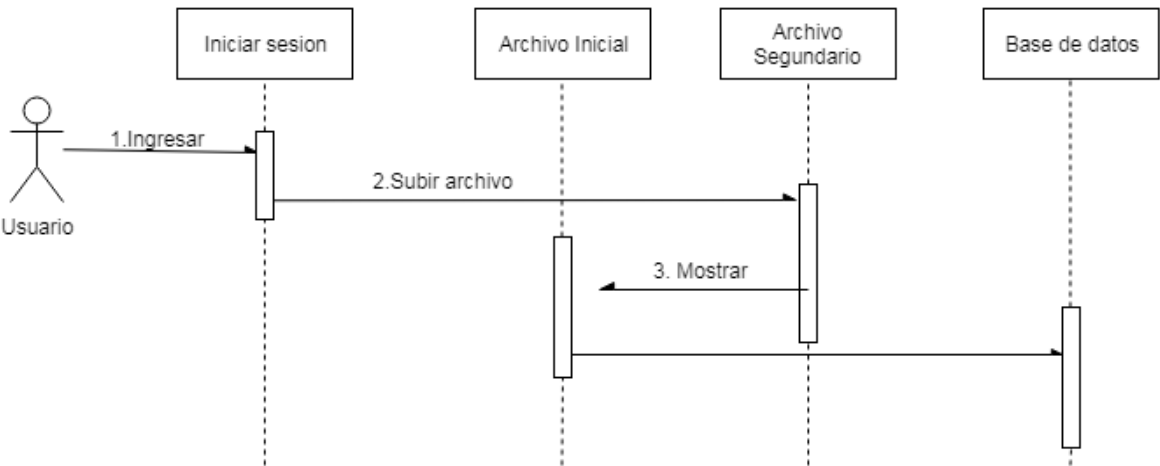 Iniciar sesion
Archivo Inicial
Archivo
Segundario
Base de datos
1.Ingresar
2.Subir archivo
Usuario
3. Mostrar